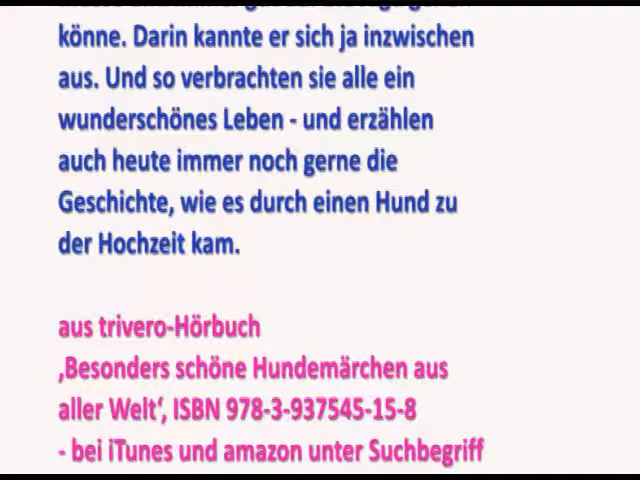 könne. Darin kannte er sich ja inzwischen
aus. Und so verbrachten sie alle ein
wunderschönes Leben - und erzählen
auch heute immer noch gerne die
Geschichte, wie es durch einen Hund zu
der Hochzeit kam.
aus trivero-Hörbuch
‚Besonders schöne Hundemärchen aus
aller Welt‘, ISBN 978-3-937545-15-8
- bei iTunes und amazon unter Suchbegriff